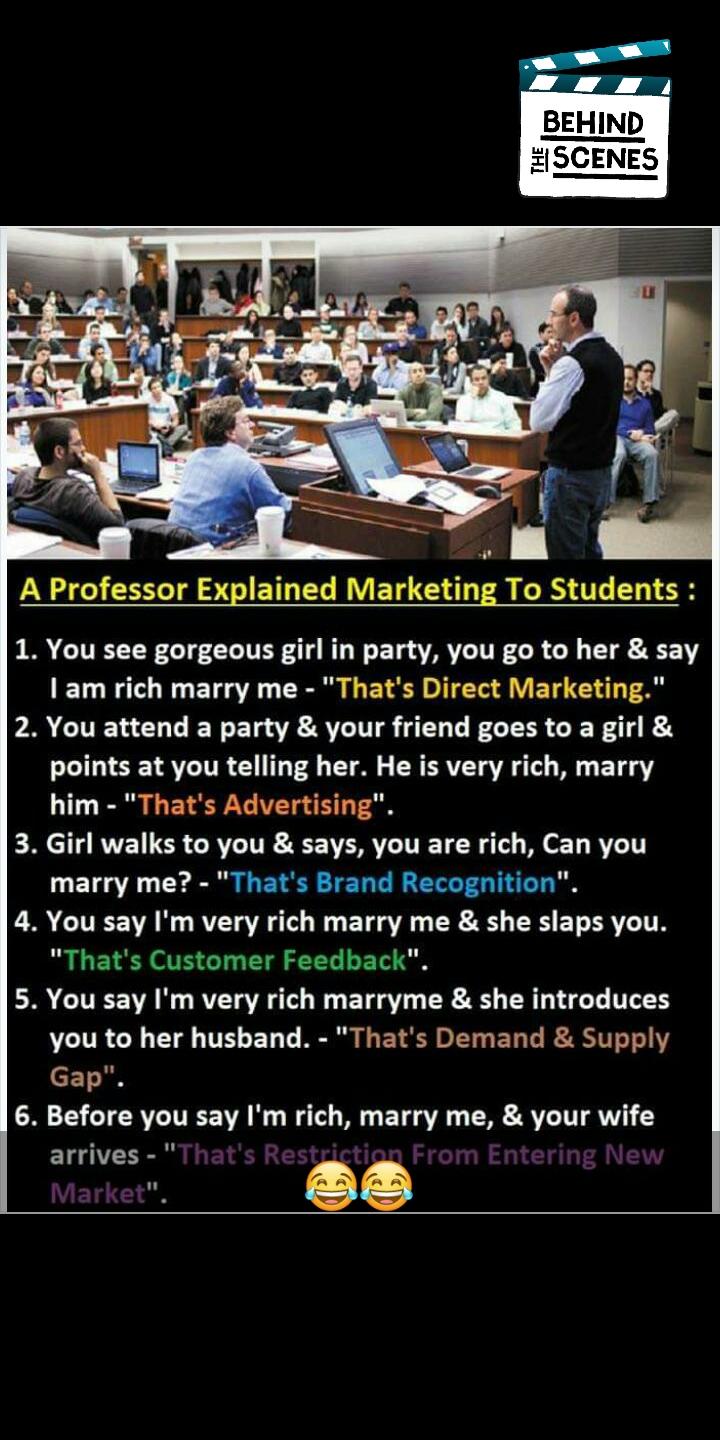 BEHIND
THE SCENES
A Professor Explained Marketing To Students :
1. You see gorgeous girl in party, you go to her & say
I am rich marry me - "That's Direct Marketing."
2. You attend a party & your friend goes to a girl &
points at you telling her. He is very rich, marry
him - "That's Advertising".
3. Girl walks to you & says, you are rich, Can you
marry me? - "That's Brand Recognition".
4. You say I'm very rich marry me & she slaps you.
"That's Customer Feedback".
5. You say I'm very rich marryme & she introduces
you to her husband. - "That's Demand & Supply
Gap".
6. Before you say I'm rich, marry me, & your wife
arrives - "That's Restriction From Entering New
Market".